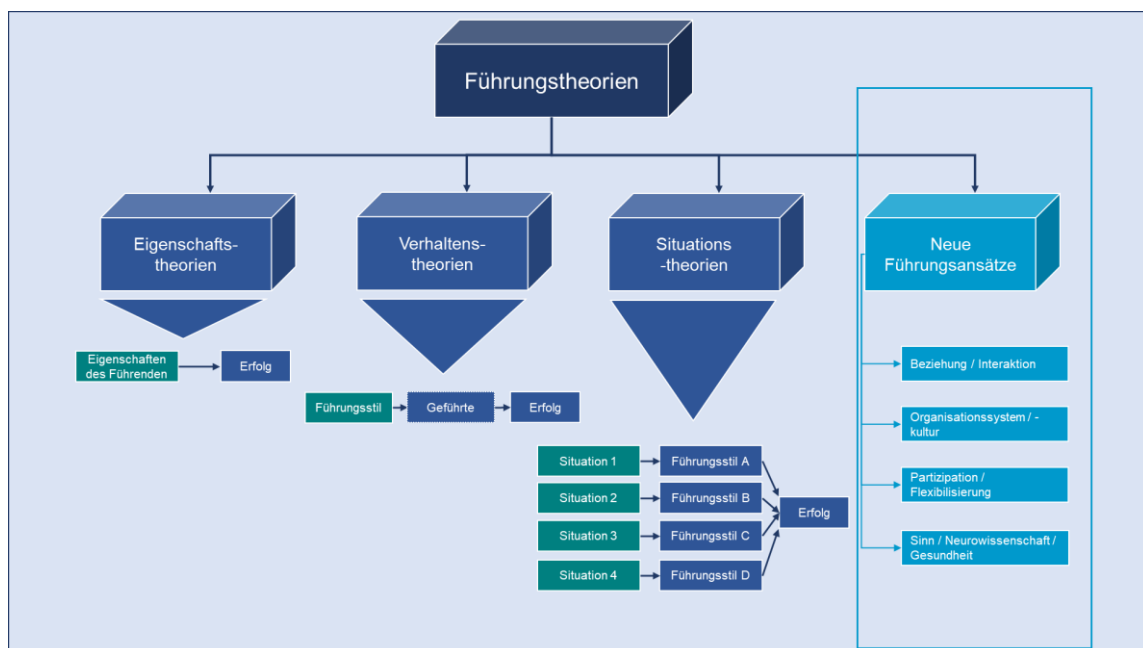 Führungstheorien
Eigenschafts-
theorien
Verhaltens-
theorien
Situations
-theorien
Neue
Führungsansätze
Eigenschaften
des Führenden
Erfolg
Führungsstil
Geführte
Erfolg
Situation 1
Führungsstil A
Situation 2
Führungsstil B
Situation 3
Führungsstil C
Situation 4
Führungsstil D
Erfolg
Beziehung / Interaktion
Organisationssystem / -
kultur
Partizipation /
Flexibilisierung
Sinn / Neurowissenschaft /
Gesundheit